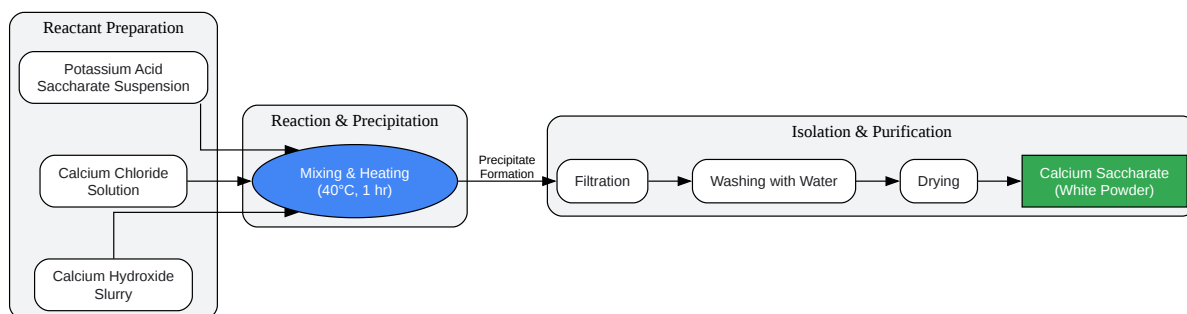 Reactant Preparation
Potassium Acid
Saccharate Suspension
Calcium Chloride
Solution
Calcium Hydroxide
Slurry
Reaction & Precipitation
Mixing & Heating
(40°C, 1 hr)
Precipitate
Formation
Isolation & Purification
Filtration
Washing with Water
Drying
Calcium Saccharate
(White Powder)